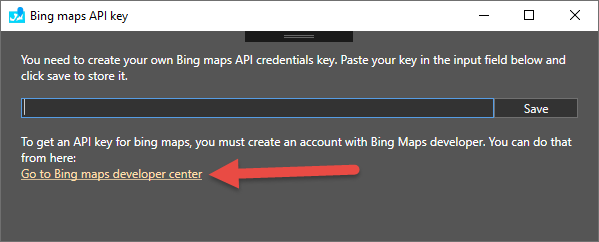 Bing maps API key
You need to create your own Bing maps API credentials key. Paste your key in the input field below and
click save to store it.
Save
To get an API key for bing maps, you must create an account with Bing Maps developer. You can do that
from here:
Go to Bing maps developer center